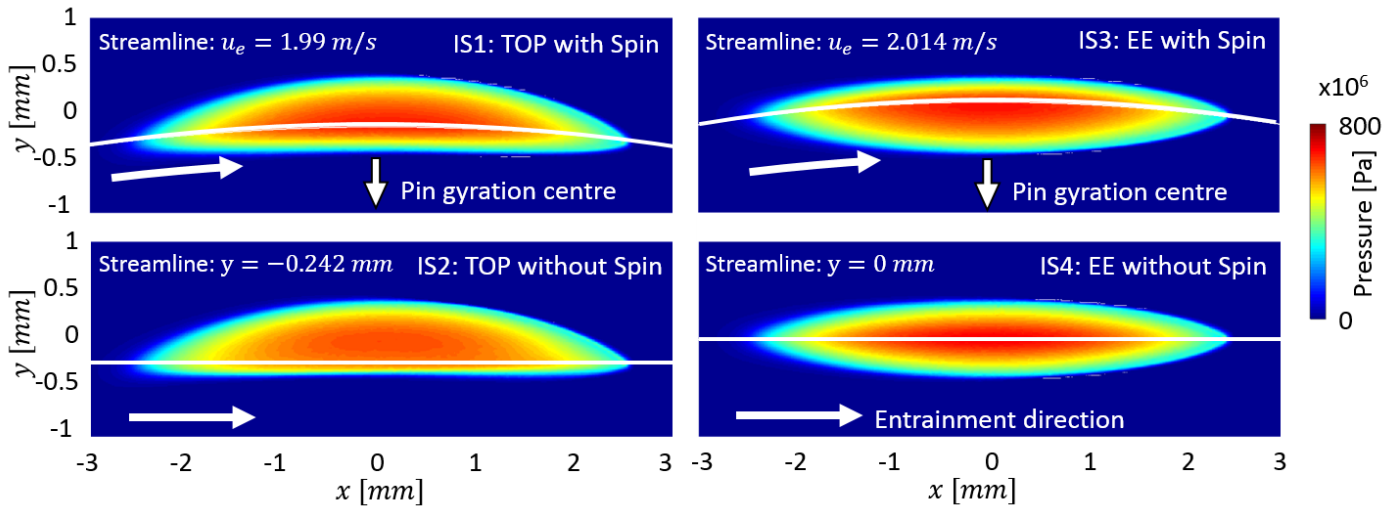 1
Streamline: u_e = 1.99 m/s IS1: TOP with Spin
0.5
0
-0.5
-1
y [mm]
Pin gyration centre
Streamline: u_e = 2.014 m/s IS3: EE with Spin
Pin gyration centre
x10⁶
800
0
Pressure [Pa]
1
Streamline: y = −0.242 mm IS2: TOP without Spin
0.5
0
-0.5
-1
y [mm]
Streamline: y = 0 mm IS4: EE without Spin
Entrainment direction
-3 -2 -1 0 1 2 3
x [mm]
-3 -2 -1 0 1 2 3
x [mm]